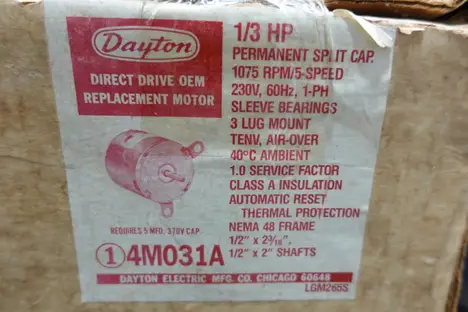 Dayton
DIRECT DRIVE OEM
REPLACEMENT MOTOR
REQUIRES 5 MFD, 370V CAP.
① 4M031A
1/3 HP
PERMANENT SPLIT CAP.
1075 RPM/5-SPEED
230V, 60Hz, 1-PH
SLEEVE BEARINGS
3 LUG MOUNT
TENV, AIR-OVER
40°C AMBIENT
1.0 SERVICE FACTOR
CLASS A INSULATION
AUTOMATIC RESET
THERMAL PROTECTION
NEMA 48 FRAME
1/2" x 2 3/16",
1/2" x 2" SHAFTS
DAYTON ELECTRIC MFG. CO. CHICAGO 60648
LGM265S